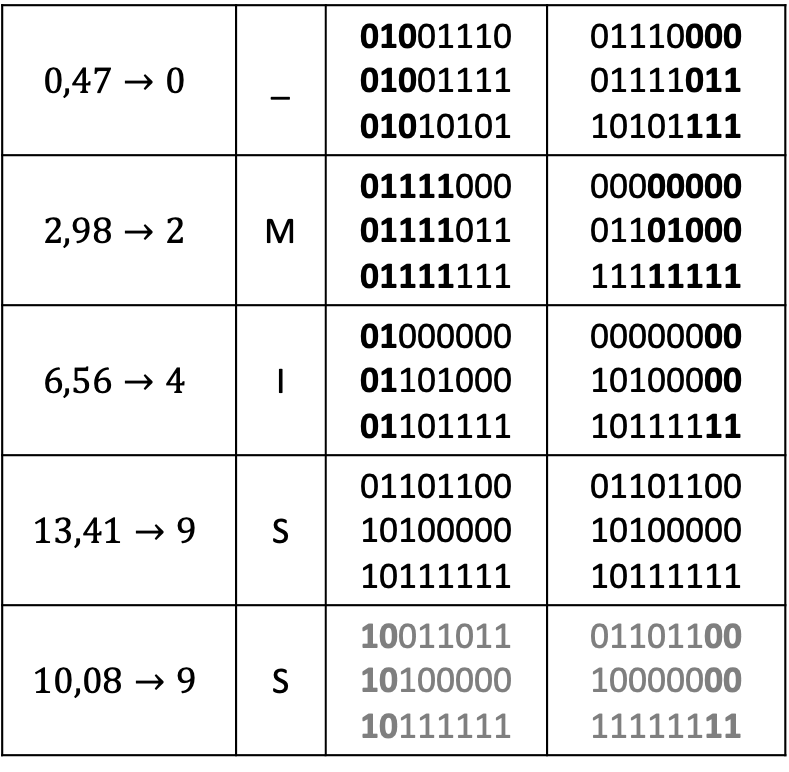 0,47 → 0 _ 01001110 01110000
01001111 01111011
01010101 10101111
2,98 → 2 M 01111000 00000000
01111011 01101000
01111111 11111111
6,56 → 4 I 01000000 00000000
01101000 10100000
01101111 10111111
13,41 → 9 S 01101100 01101100
10100000 10100000
10111111 10111111
10,08 → 9 S 10011011 01101100
10100000 10000000
10111111 11111111